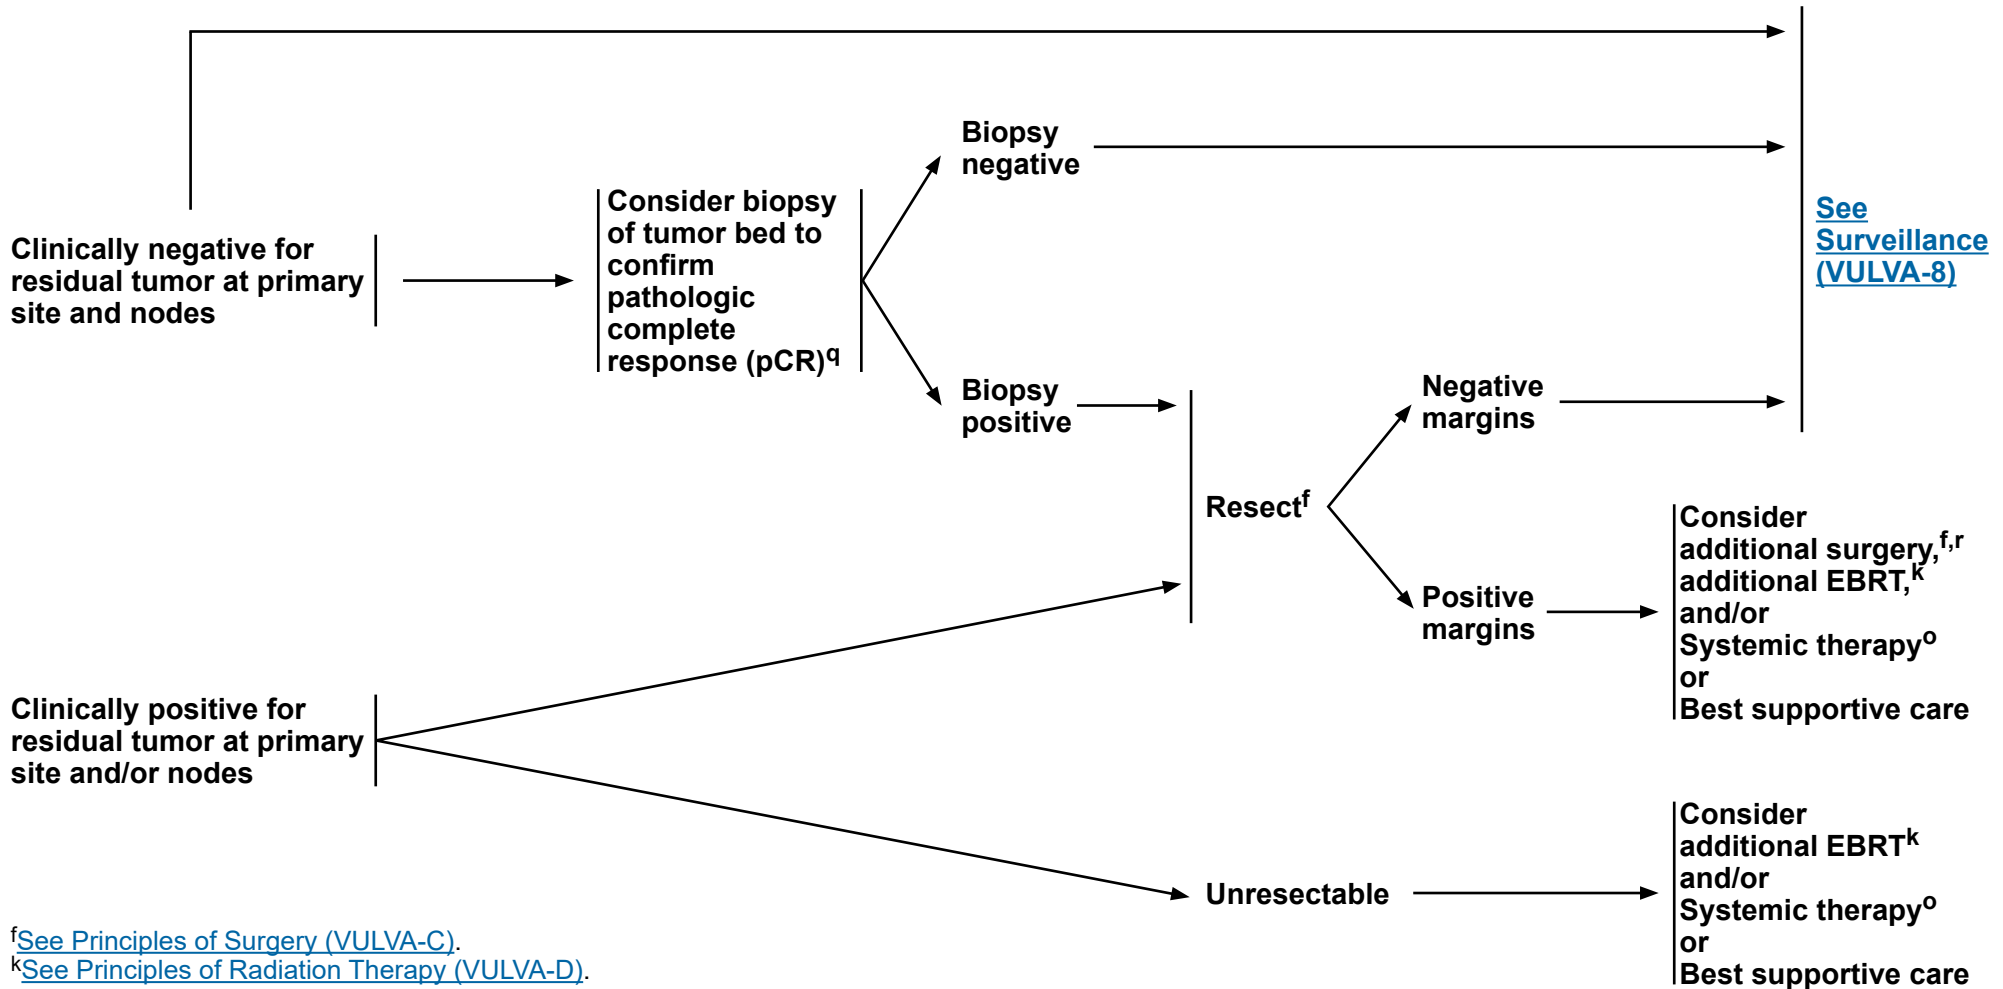 Clinically negative for
residual tumor at primary
site and nodes
Consider biopsy
of tumor bed to
confirm
pathologic
complete
response (pCR)q
Biopsy
negative
Biopsy
positive
See
Surveillance
(VULVA-8)
Resectf
Negative
margins
Positive
margins
Consider
additional surgery,f,r
additional EBRT,k
and/or
Systemic therapyo
or
Best supportive care
Clinically positive for
residual tumor at primary
site and/or nodes
Unresectable
Consider
additional EBRTk
and/or
Systemic therapyo
or
Best supportive care
fSee Principles of Surgery (VULVA-C).
kSee Principles of Radiation Therapy (VULVA-D).